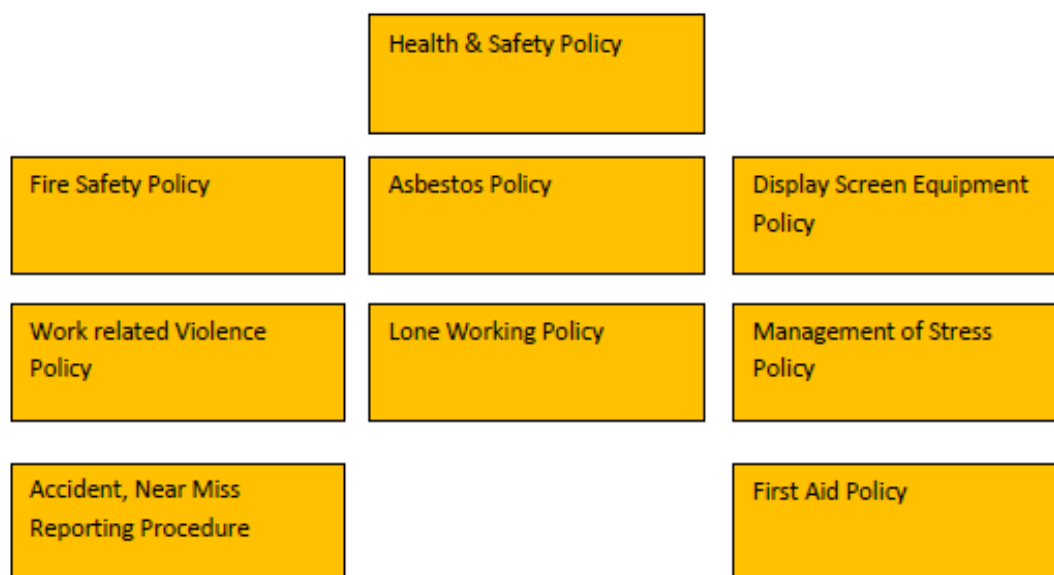 Health & Safety Policy
Fire Safety Policy
Asbestos Policy
Display Screen Equipment
Policy
Work related Violence
Policy
Lone Working Policy
Management of Stress
Policy
Accident, Near Miss
Reporting Procedure
First Aid Policy